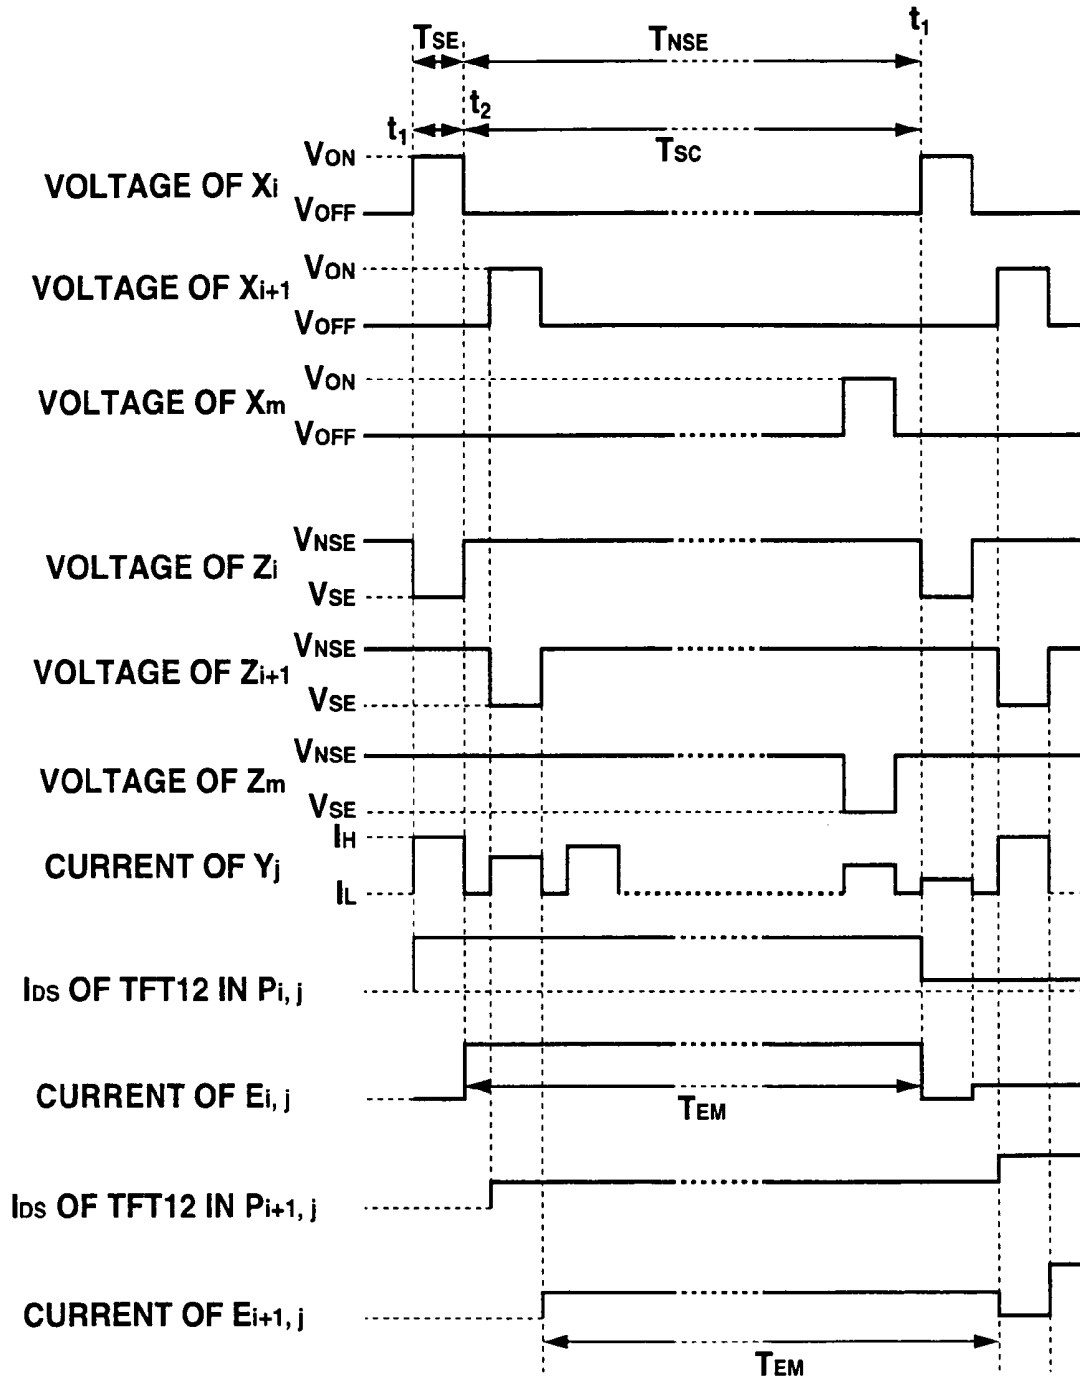 t1
TSE TNSE
t2
t1
TSC
VON
VOLTAGE OF Xi
VOFF
VON
VOLTAGE OF Xi+1
VOFF
VON
VOLTAGE OF Xm
VOFF
VNSE
VOLTAGE OF Zi
VSE
VNSE
VOLTAGE OF Zi+1
VSE
VNSE
VOLTAGE OF Zm
VSE
IH
CURRENT OF Yj
IL
IDS OF TFT12 IN Pi, j
CURRENT OF Ei, j
TEM
IDS OF TFT12 IN Pi+1, j
CURRENT OF Ei+1, j
TEM